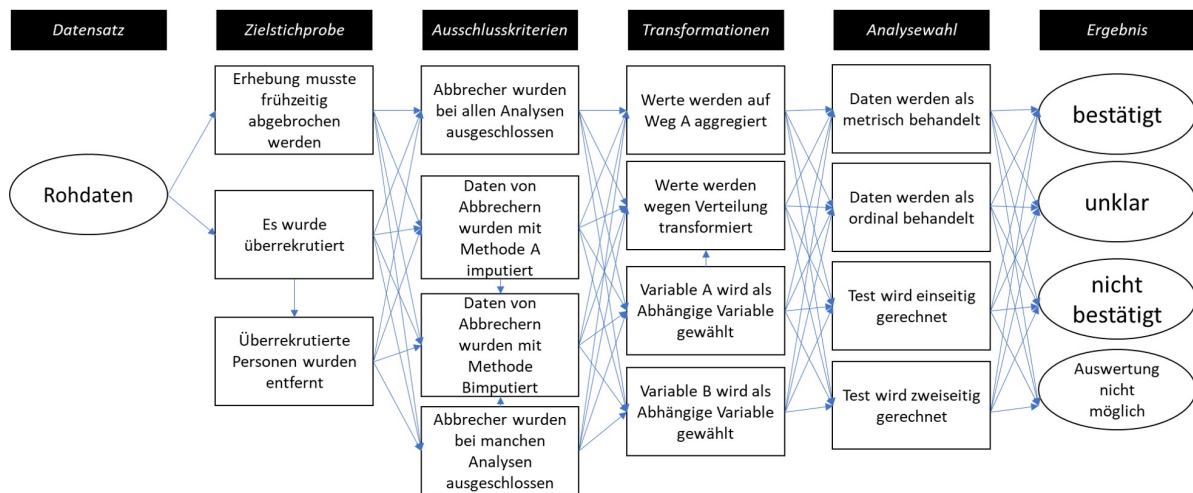 Datensatz
Zielstichprobe
Ausschlusskriterien
Transformationen
Analysewahl
Ergebnis
Rohdaten
Erhebung musste
frühzeitig
abgebrochen
werden
Es wurde
überrekrutiert
Überrekrutierte
Personen wurden
entfernt
Abbrecher wurden
bei allen Analysen
ausgeschlossen
Daten von
Abbrechern
wurden mit
Methode A
imputiert
Daten von
Abbrechern
wurden mit
Methode
Bimputiert
Abbrecher wurden
bei manchen
Analysen
ausgeschlossen
Werte werden auf
Weg A aggregiert
Werte werden
wegen Verteilung
transformiert
Variable A wird als
Abhängige Variable
gewählt
Variable B wird als
Abhängige Variable
gewählt
Daten werden als
metrisch behandelt
Daten werden als
ordinal behandelt
Test wird einseitig
gerechnet
Test wird zweiseitig
gerechnet
bestätigt
unklar
nicht
bestätigt
Auswertung
nicht
möglich